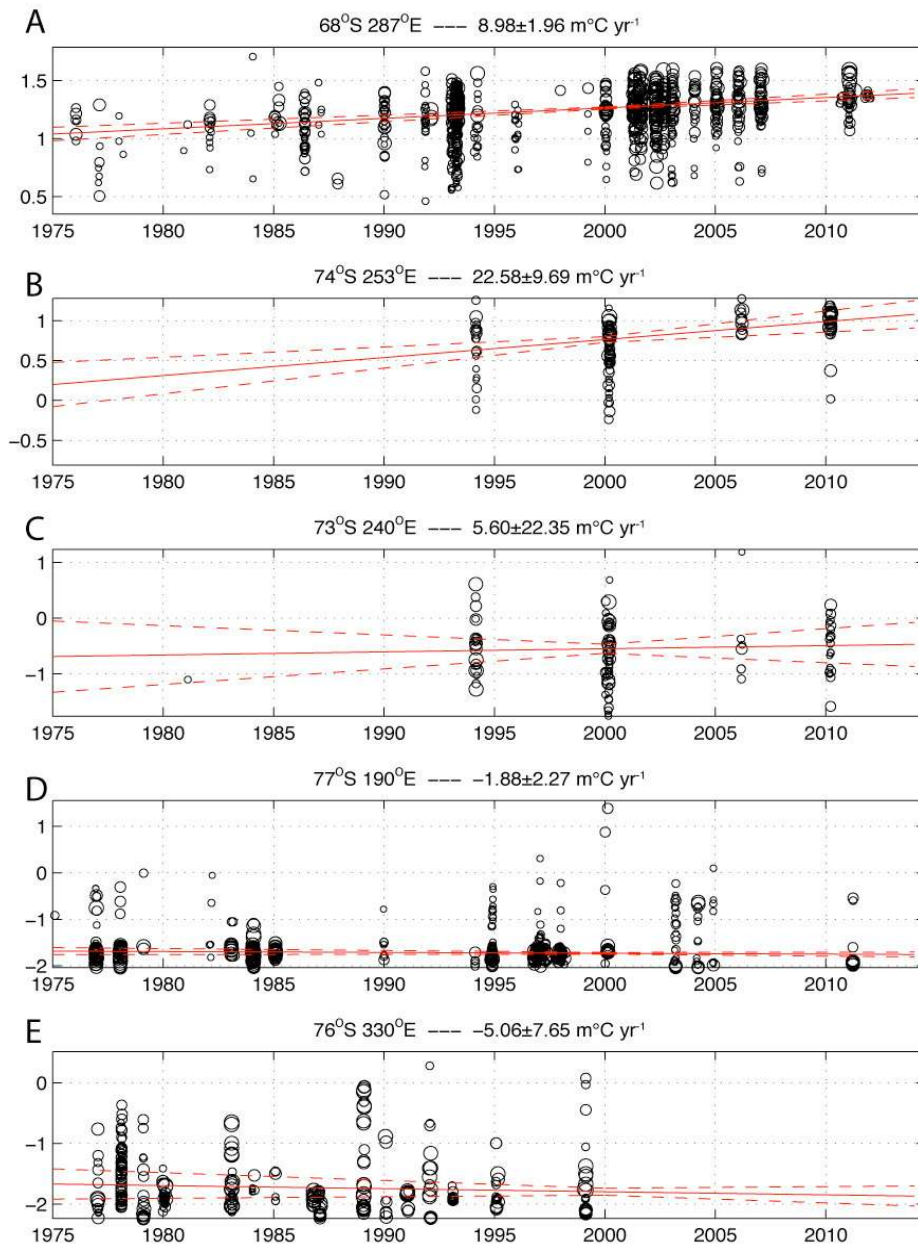 A
68°S 287°E --- 8.98±1.96 m°C yr⁻¹
1.5
1
0.5
1975 1980 1985 1990 1995 2000 2005 2010
B
74°S 253°E --- 22.58±9.69 m°C yr⁻¹
1
0.5
0
−0.5
1975 1980 1985 1990 1995 2000 2005 2010
C
73°S 240°E --- 5.60±22.35 m°C yr⁻¹
1
0
−1
1975 1980 1985 1990 1995 2000 2005 2010
D
77°S 190°E --- −1.88±2.27 m°C yr⁻¹
1
0
−1
−2
1975 1980 1985 1990 1995 2000 2005 2010
E
76°S 330°E --- −5.06±7.65 m°C yr⁻¹
0
−1
−2
1975 1980 1985 1990 1995 2000 2005 2010